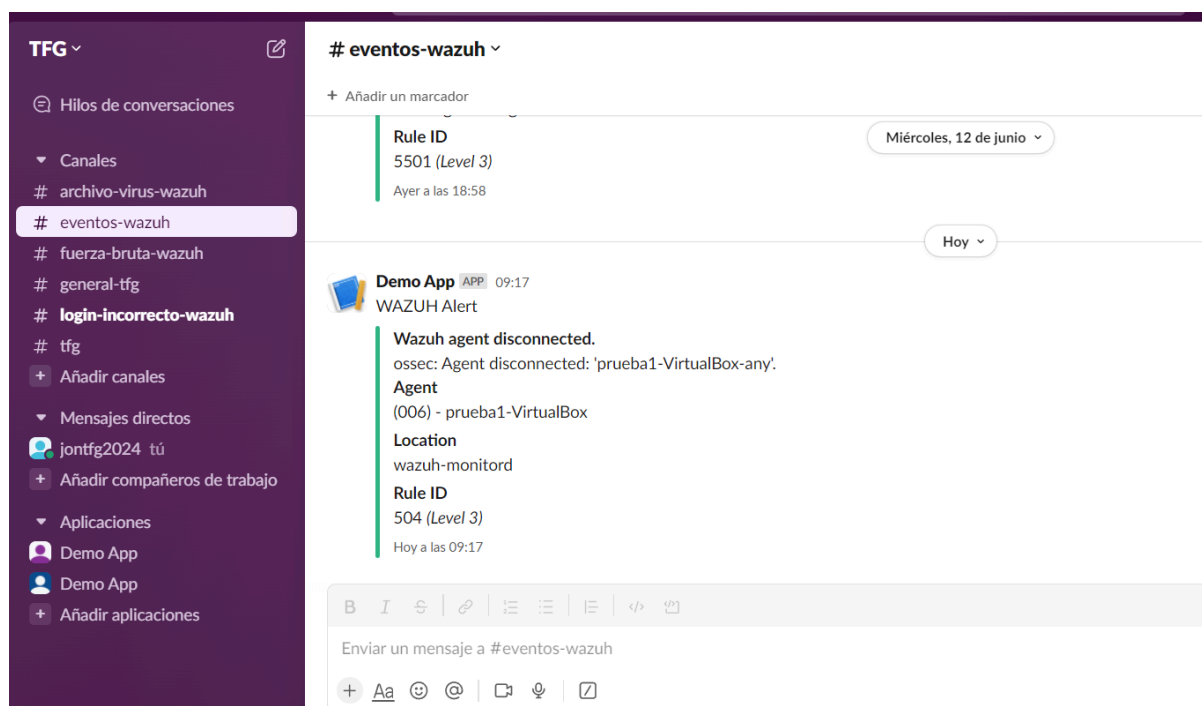 TFG
Hilos de conversaciones
Canales
# archivo-virus-wazuh
# eventos-wazuh
# fuerza-bruta-wazuh
# general-tfg
# login-incorrecto-wazuh
# tfg
+ Añadir canales
Mensajes directos
jontfg2024 tú
+ Añadir compañeros de trabajo
Aplicaciones
Demo App
Demo App
+ Añadir aplicaciones
# eventos-wazuh
+ Añadir un marcador
Miércoles, 12 de junio
Rule ID
5501 (Level 3)
Ayer a las 18:58
Hoy
Demo App APP 09:17
WAZUH Alert
Wazuh agent disconnected.
ossec: Agent disconnected: 'prueba1-VirtualBox-any'.
Agent
(006) - prueba1-VirtualBox
Location
wazuh-monitord
Rule ID
504 (Level 3)
Hoy a las 09:17
B I S
Enviar un mensaje a #eventos-wazuh
+ Aa @